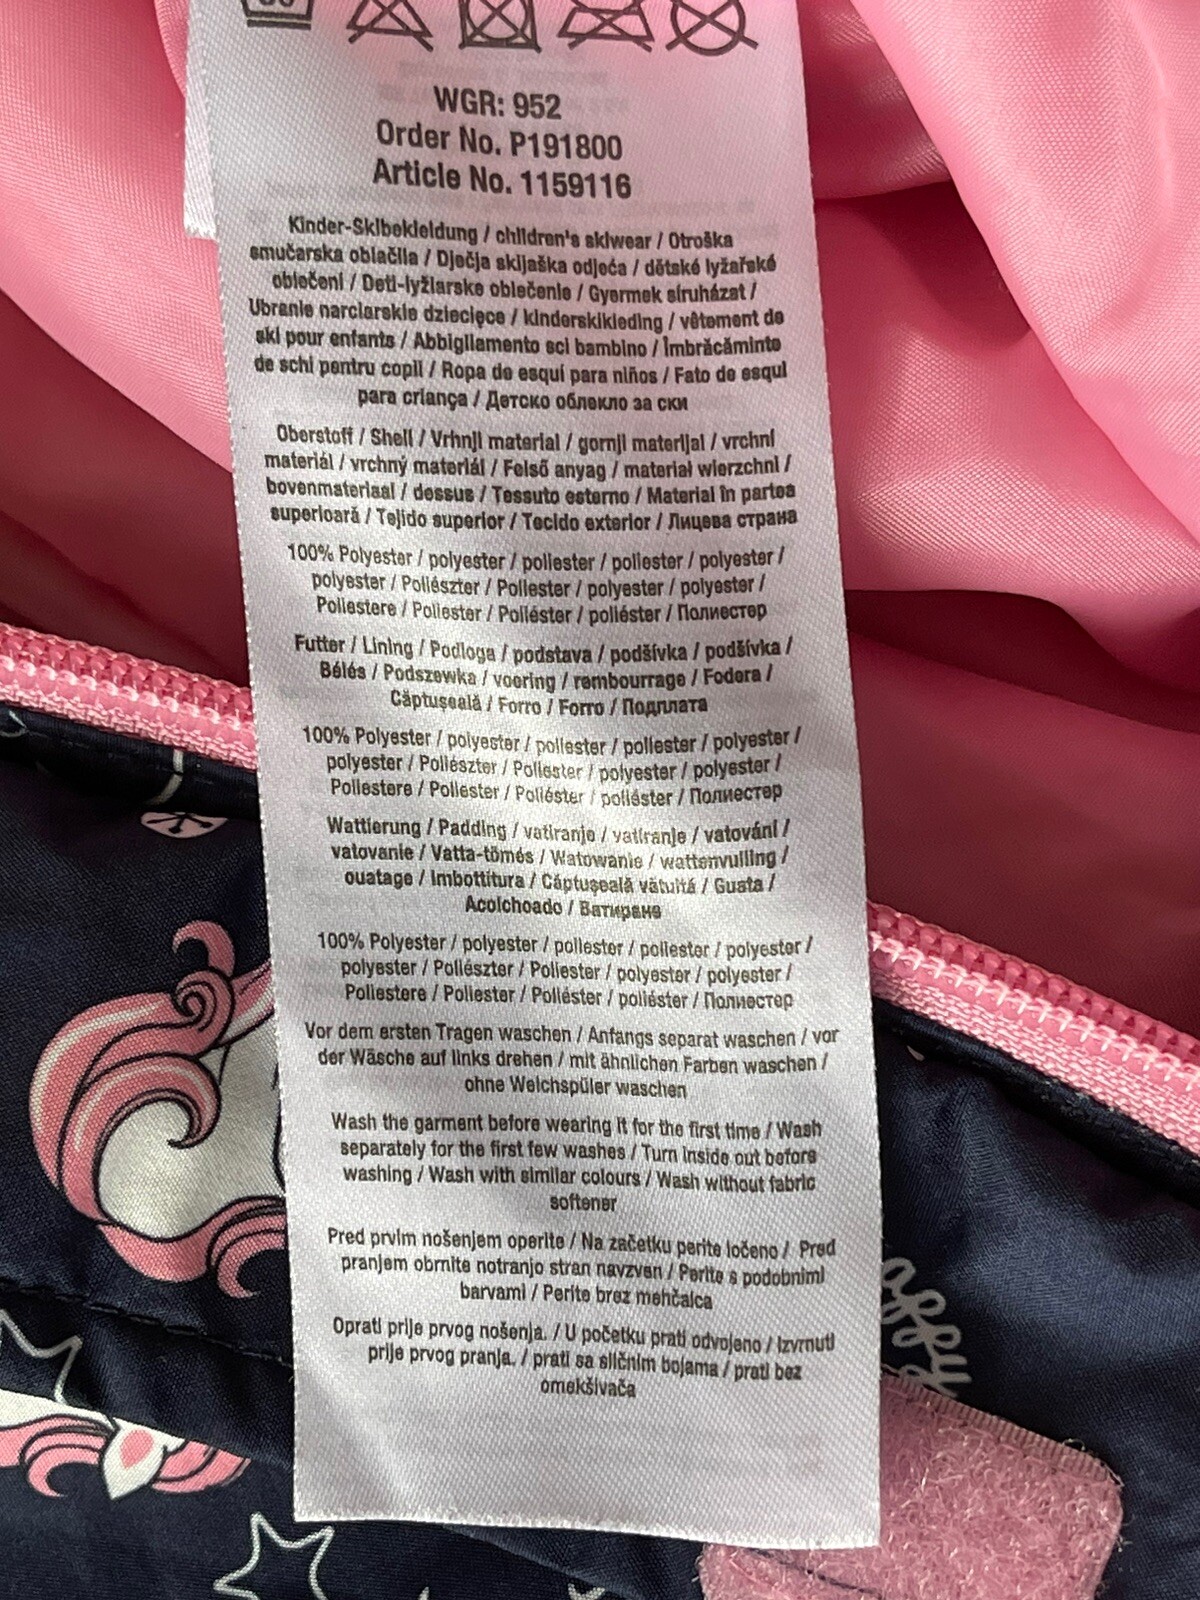 WGR: 952
Order No. P191800
Article No. 1159116
Kinder-Skibekleidung / children's skiwear / Otroška
smučarska oblačila / Dječja skijaška odjeća / dětské lyžařské
oblečení / Deti-lyžiarske oblečenie / Gyermek síruházat /
Ubranie narciarskie dziecięce / kinderskikleding / vêtement de
ski pour enfants / Abbigliamento sci bambino / Îmbrăcăminte
de schi pentru copii / Ropa de esquí para niños / Fato de esqui
para criança / Детско облекло за ски
Oberstoff / Shell / Vrhnji material / gornji materijal / vrchní
materiál / vrchný materiál / Felső anyag / materiał wierzchni /
bovenmateriaal / dessus / Tessuto esterno / Material în partea
superioară / Tejido superior / Tecido exterior / Лицева страна
100% Polyester / polyester / poliester / poliester / polyester /
polyester / Poliészter / Poliester / polyester / polyester /
Poliestere / Poliester / Poliéster / poliéster / Полиестер
Futter / Lining / Podloga / podstava / podšívka / podšívka /
Bélés / Podszewka / voering / rembourrage / Fodera /
Căptușeală / Forro / Forro / Подплата
100% Polyester / polyester / poliester / poliester / polyester /
polyester / Poliészter / Poliester / polyester / polyester /
Poliestere / Poliester / Poliéster / poliéster / Полиестер
Wattierung / Padding / vatiranje / vatiranje / vatování /
vatovanie / Vatta-tömés / Watowanie / wattenvulling /
ouatage / Imbottitura / Căptușeală vătuită / Guata /
Acolchoado / Ватиране
100% Polyester / polyester / poliester / poliester / polyester /
polyester / Poliészter / Poliester / polyester / polyester /
Poliestere / Poliester / Poliéster / poliéster / Полиестер
Vor dem ersten Tragen waschen / Anfangs separat waschen / vor
der Wäsche auf links drehen / mit ähnlichen Farben waschen /
ohne Weichspüler waschen
Wash the garment before wearing it for the first time / Wash
separately for the first few washes / Turn inside out before
washing / Wash with similar colours / Wash without fabric
softener
Pred prvim nošenjem operite / Na začetku perite ločeno / Pred
pranjem obrnite notranjo stran navzven / Perite s podobnimi
barvami / Perite brez mehčalca
Oprati prije prvog nošenja. / U početku prati odvojeno / Izvrnuti
prije prvog pranja. / prati sa sličnim bojama / prati bez
omekšivača